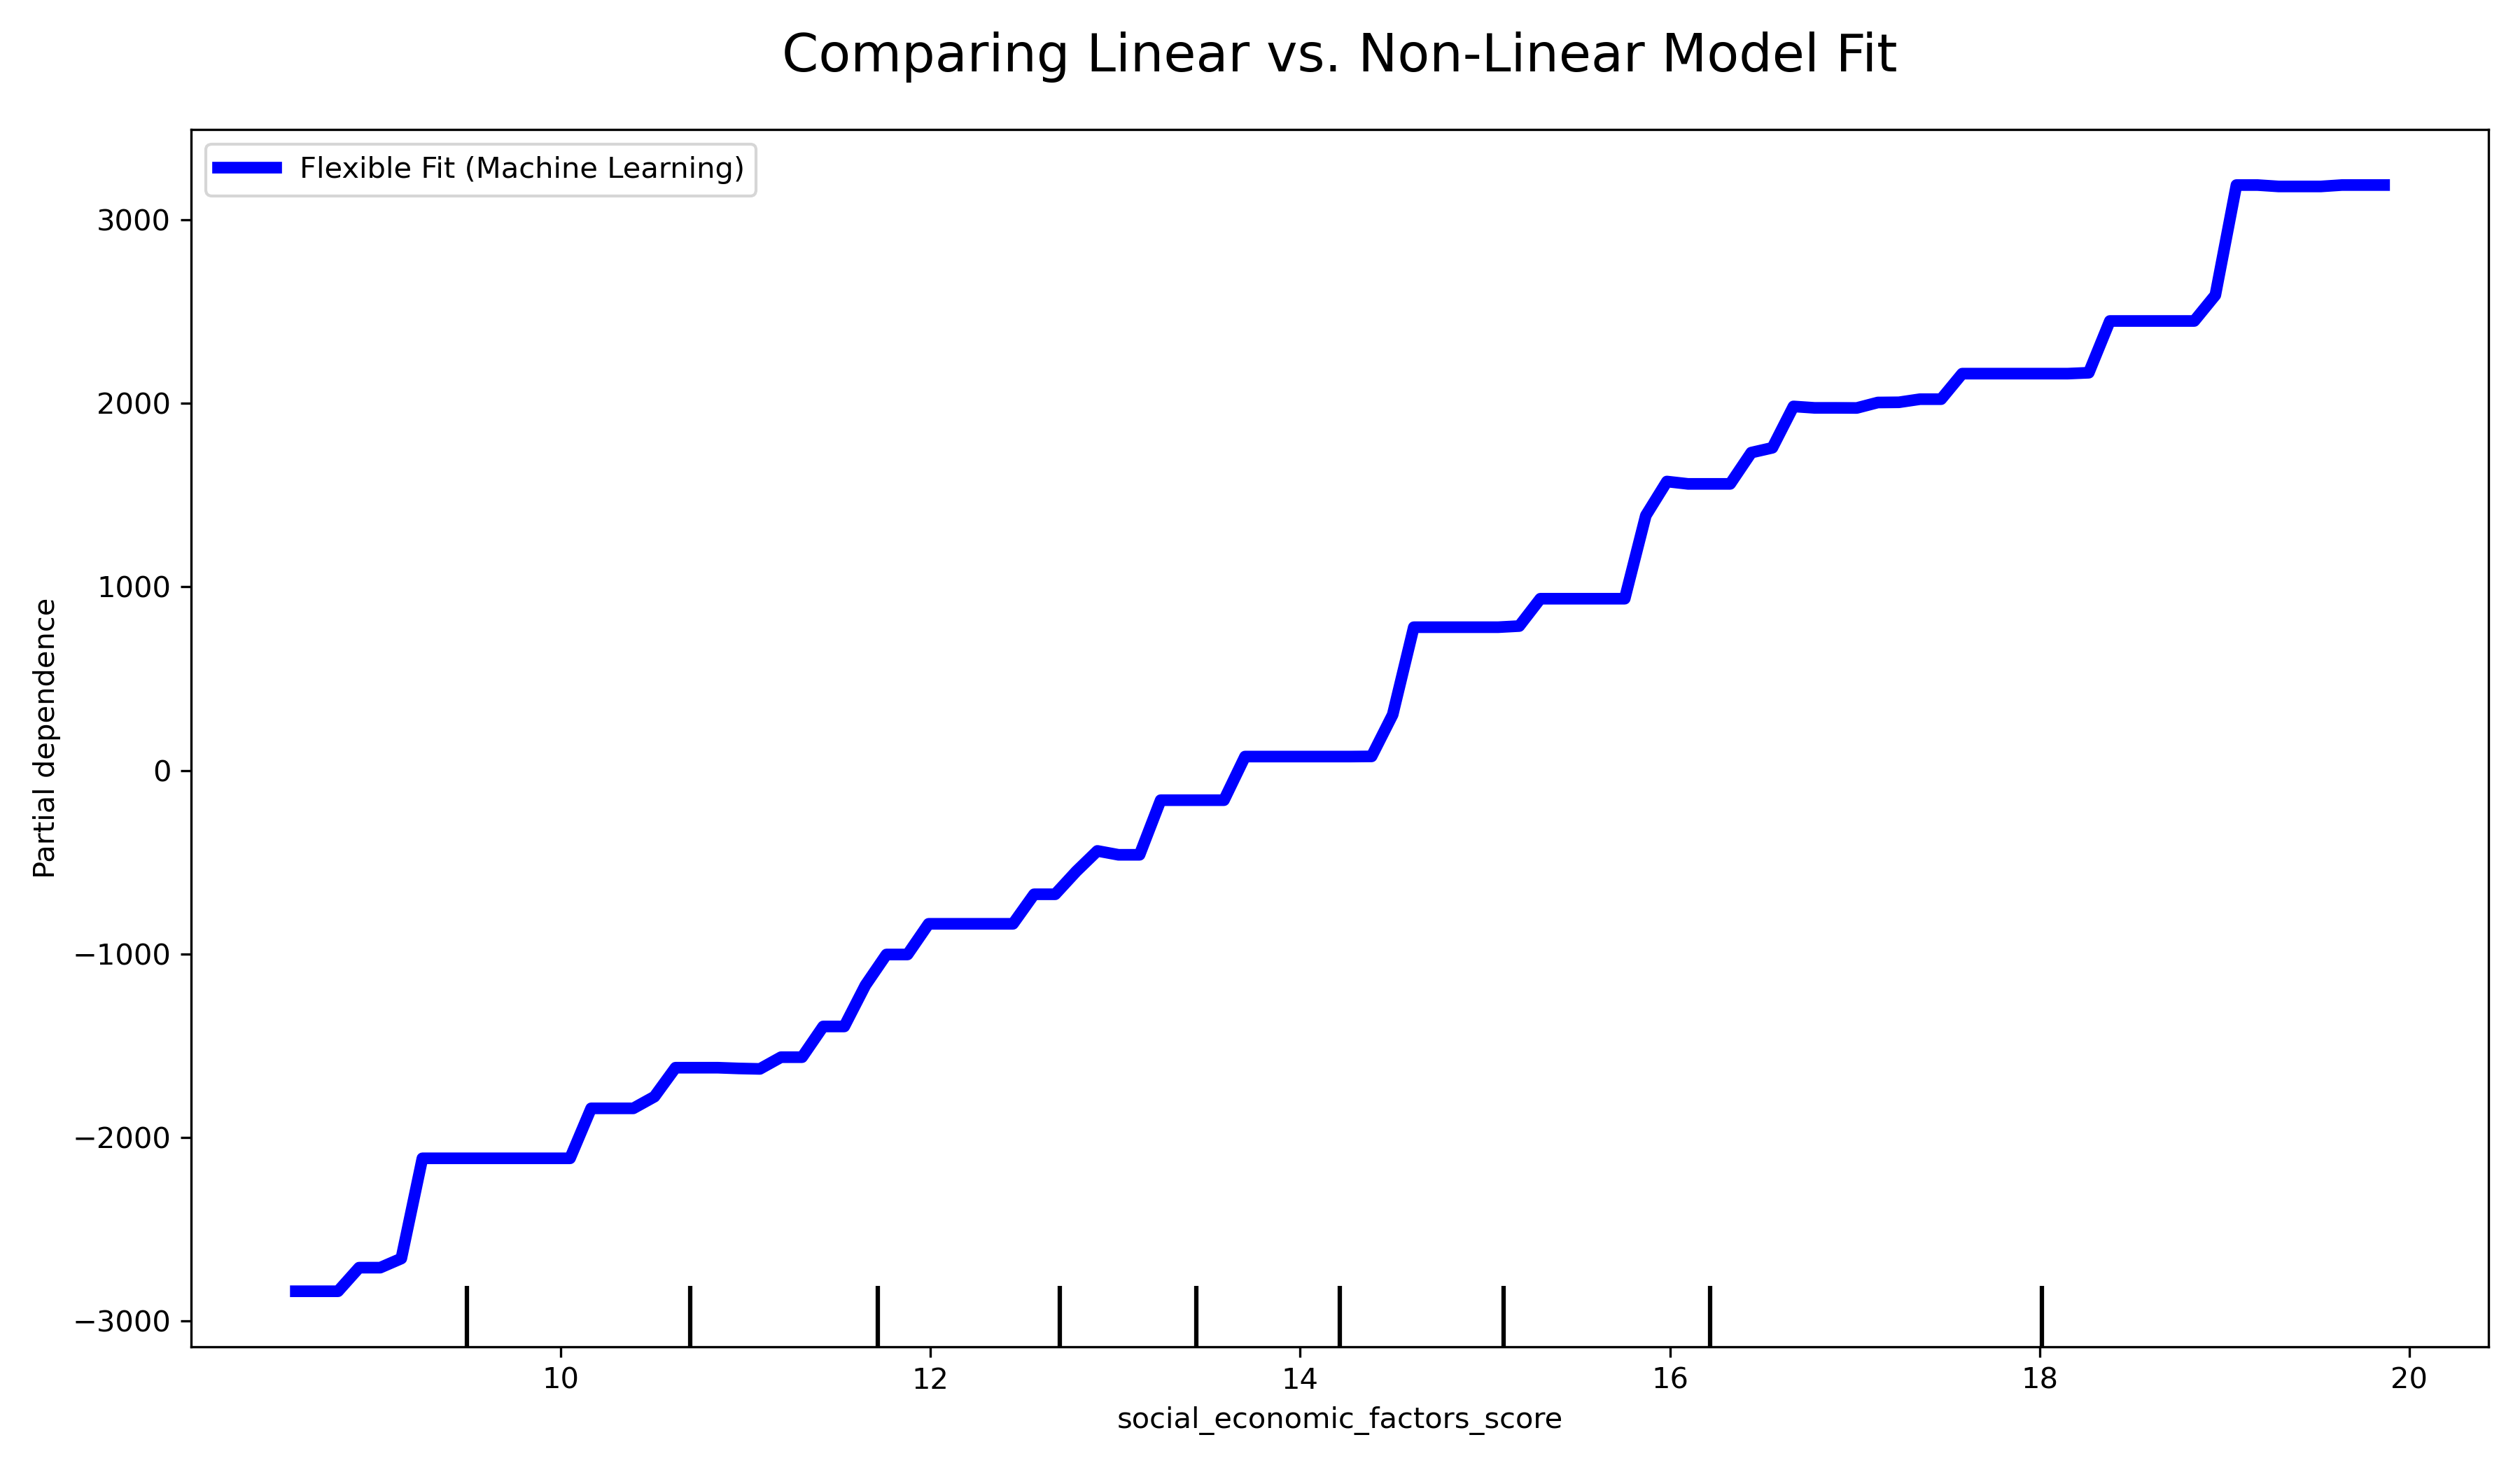 Comparing Linear vs. Non-Linear Model Fit
Flexible Fit (Machine Learning)
3000
2000
1000
0
−1000
−2000
−3000
Partial dependence
10 12 14 16 18 20
social_economic_factors_score